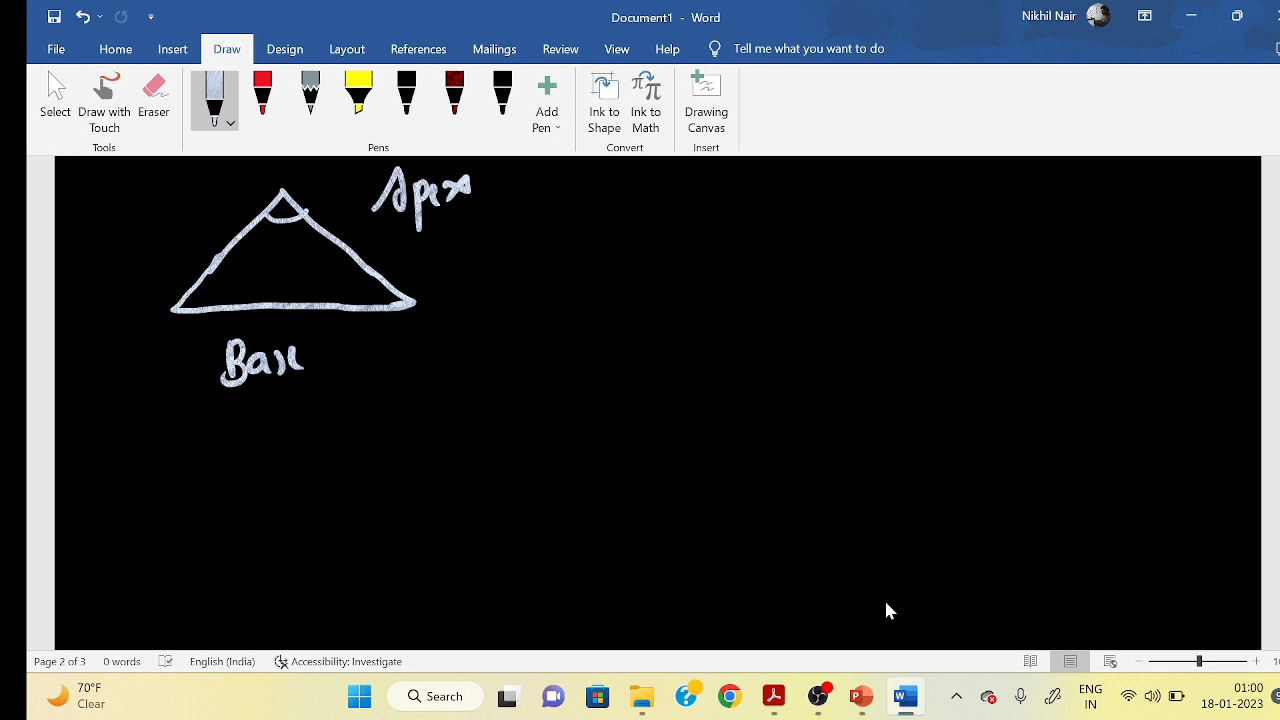 Document1 - Word
Nikhil Nair
File Home Insert Draw Design Layout References Mailings Review View Help Tell me what you want to do
Select Draw with Touch Eraser Add Pen Ink to Shape Ink to Math Drawing Canvas
Tools Pens Convert Insert
Apex
Base
Page 2 of 3 0 words English (India) Accessibility: Investigate 10
70°F
Clear
Search
ENG
IN
01:00
18-01-2023